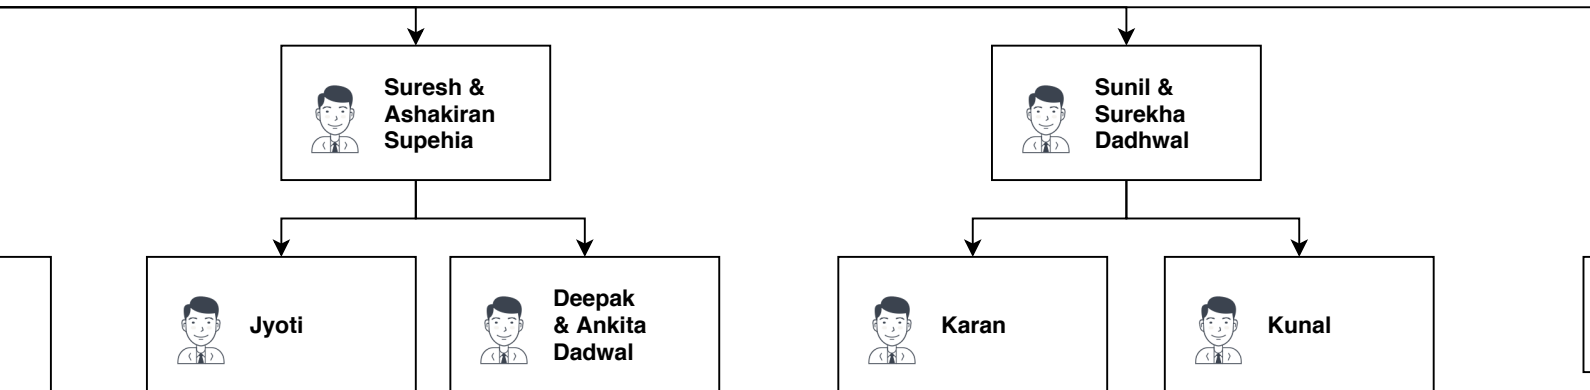 Suresh &
Ashakiran
Supehia
Sunil &
Surekha
Dadhwal
Jyoti
Deepak
& Ankita
Dadwal
Karan
Kunal